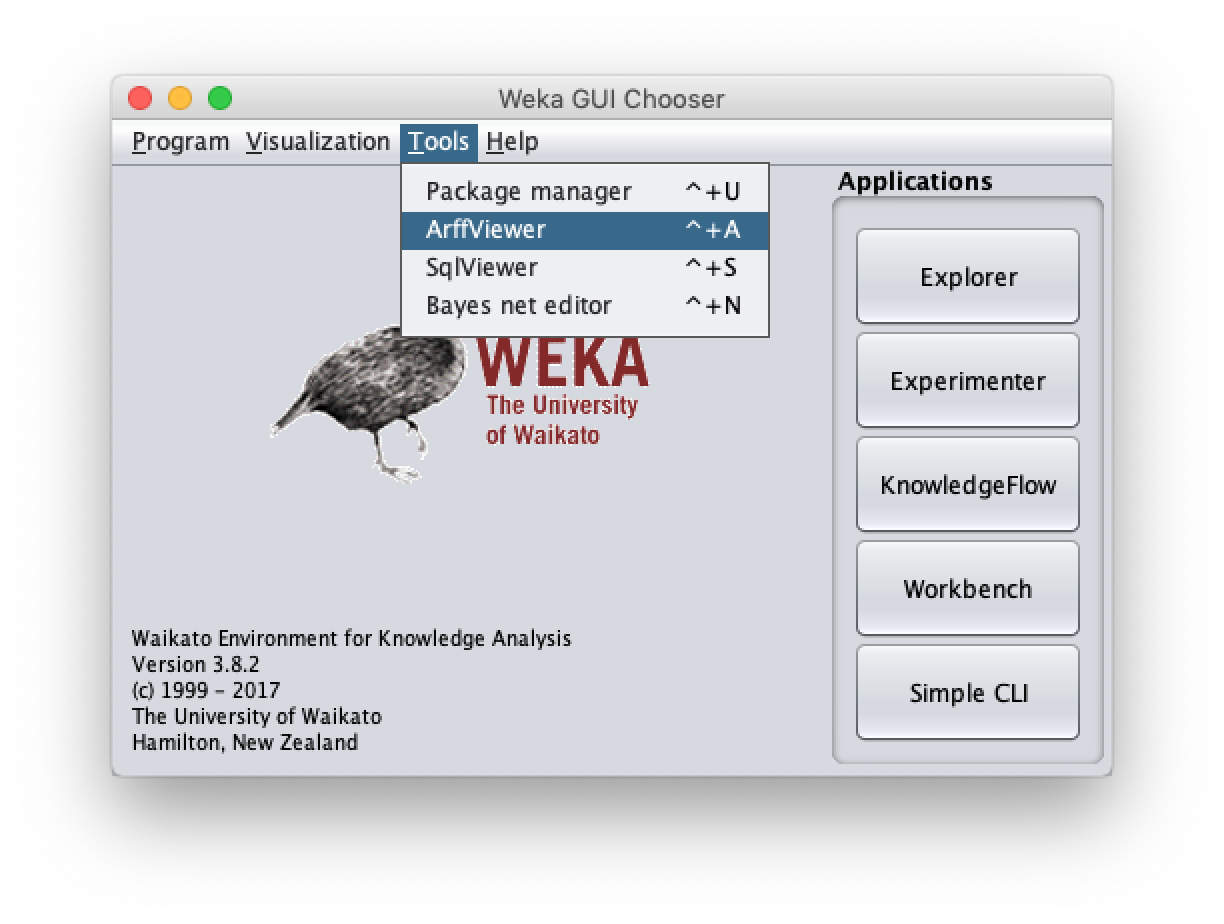 Weka GUI Chooser
Program Visualization Tools Help
Package manager ^+U
ArffViewer ^+A
SqlViewer ^+S
Bayes net editor ^+N
Applications
Explorer
Experimenter
KnowledgeFlow
Workbench
Simple CLI
WEKA
The University
of Waikato
Waikato Environment for Knowledge Analysis
Version 3.8.2
(c) 1999 – 2017
The University of Waikato
Hamilton, New Zealand